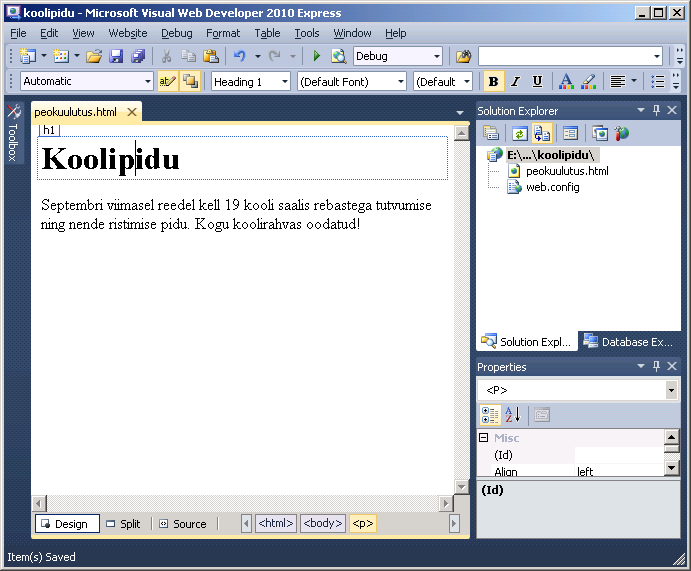 koolipidu - Microsoft Visual Web Developer 2010 Express
File Edit View Website Debug Format Table Tools Window Help
Debug
Automatic ab Heading 1 (Default Font) (Default B I U A
Toolbox
peokuulutus.html
h1
Koolipidu
Septembri viimasel reedel kell 19 kooli saalis rebastega tutvumise
ning nende ristimise pidu. Kogu koolirahvas oodatud!
Solution Explorer
E:\...\koolipidu\
peokuulutus.html
web.config
Solution Expl... Database Ex...
Properties
<P>
Misc
(Id)
Align left
(Id)
Design Split Source <html> <body> <p>
Item(s) Saved